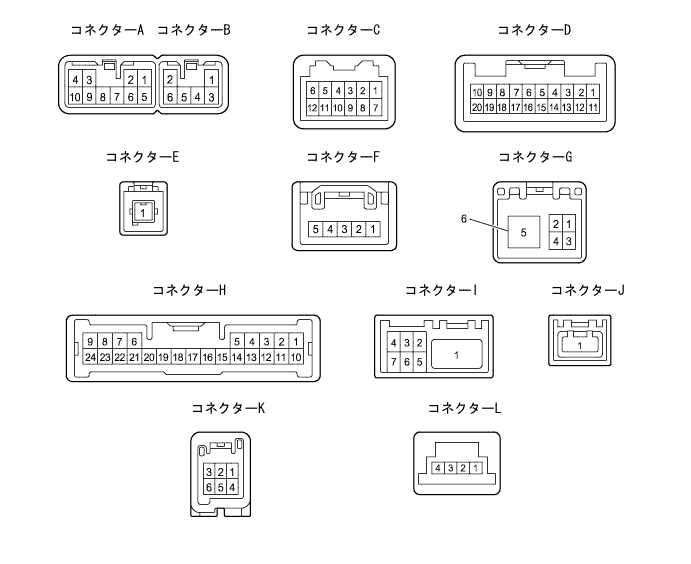 コネクターA コネクターB コネクターC コネクターD
4 3 2 1 2 1
10 9 8 7 6 5 6 5 4 3
6 5 4 3 2 1
12 11 10 9 8 7
10 9 8 7 6 5 4 3 2 1
20 19 18 17 16 15 14 13 12 11
コネクターE コネクターF コネクターG
1
5 4 3 2 1
6
5
2 1
4 3
コネクターH コネクターI コネクターJ
9 8 7 6 5 4 3 2 1
24 23 22 21 20 19 18 17 16 15 14 13 12 11 10
4 3 2
7 6 5
1
1
コネクターK コネクターL
3 2 1
6 5 4
4 3 2 1